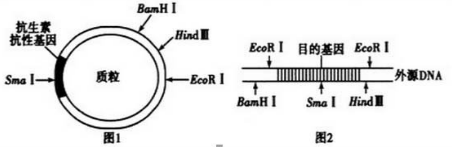 BamH I
抗生素
抗性基因
Hind Ⅲ
Sma I
质粒
EcoR I
图1
EcoR I
目的基因
EcoR I
外源DNA
BamH I
Sma I
Hind Ⅲ
图2